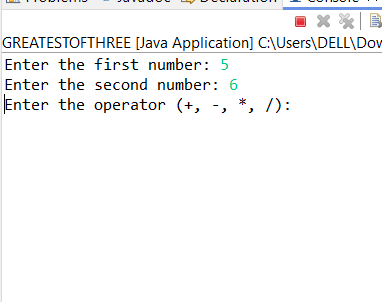 Problems Javadoc Declaration Console
GREATESTOFTHREE [Java Application] C:\Users\DELL\Dow
Enter the first number: 5
Enter the second number: 6
Enter the operator (+, -, *, /):